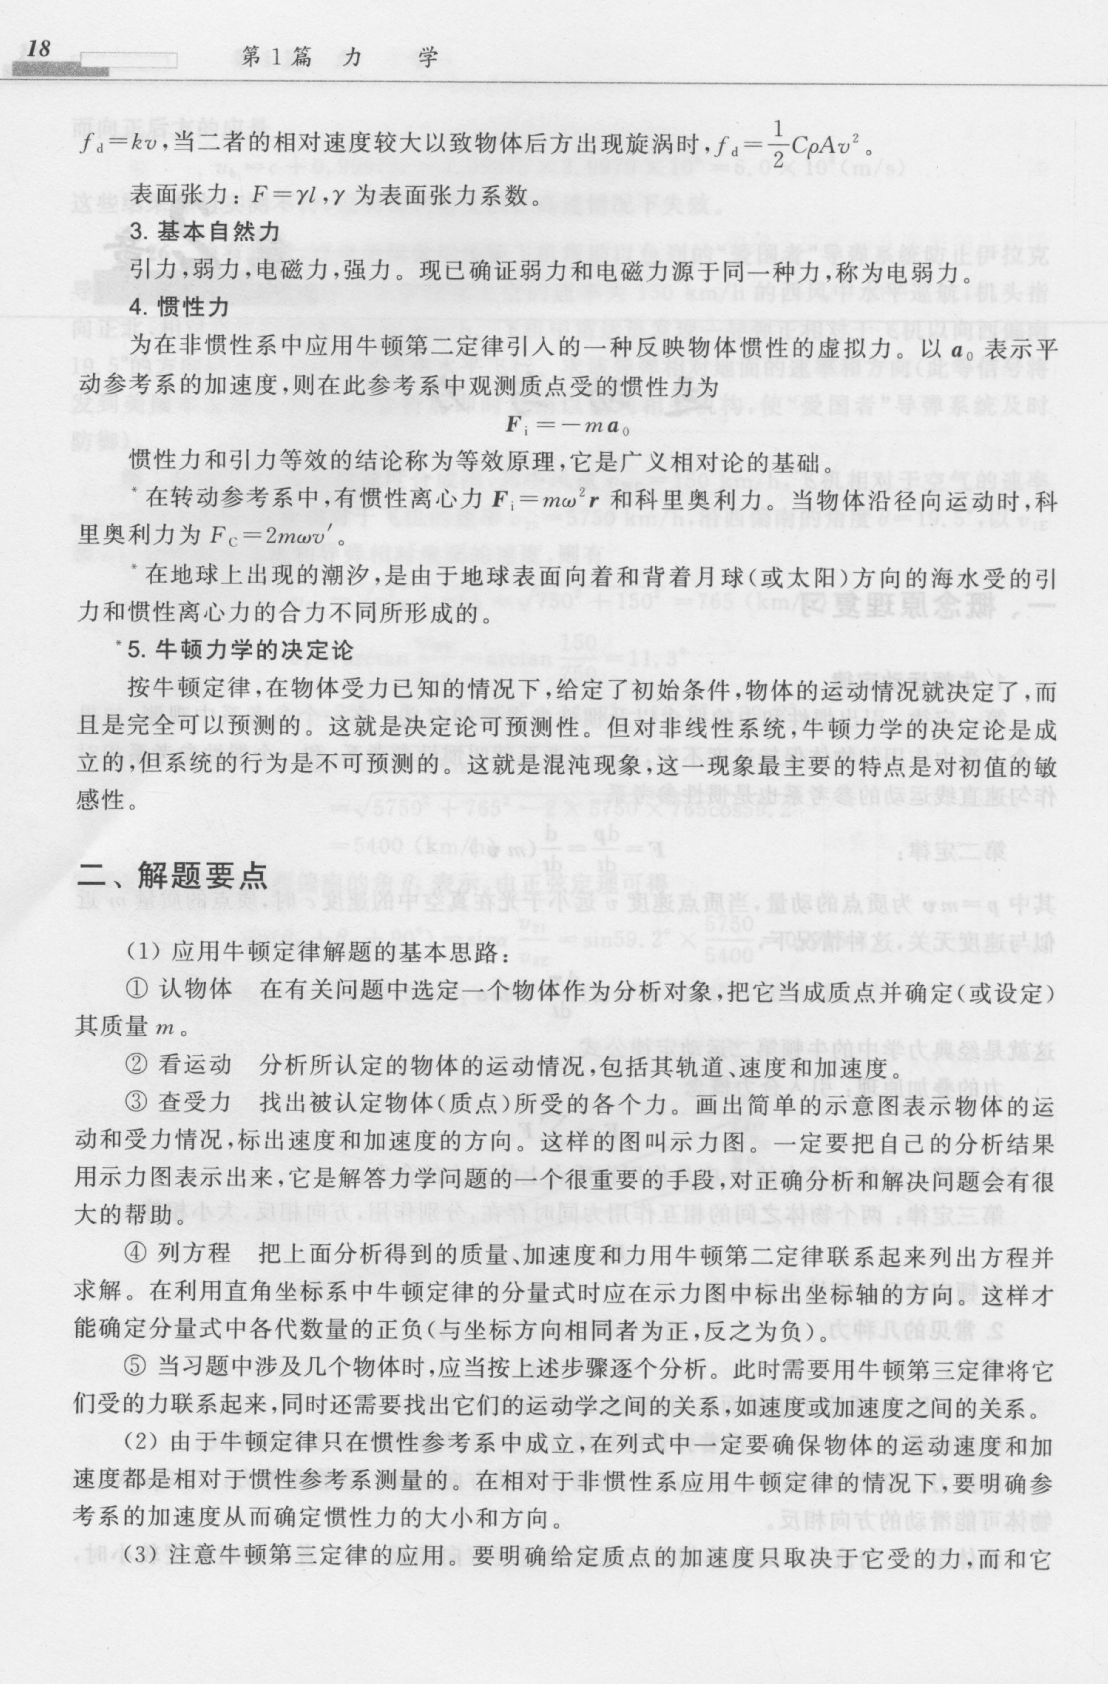 18
第1篇 力 学
f_d=kv,当二者的相对速度较大以致物体后方出现旋涡时,f_d=\frac{1}{2}CρAv²。
表面张力：F=γl,γ为表面张力系数。
3. 基本自然力
引力,弱力,电磁力,强力。现已确证弱力和电磁力源于同一种力,称为电弱力。
4. 惯性力
为在非惯性系中应用牛顿第二定律引入的一种反映物体惯性的虚拟力。以 a₀ 表示平
动参考系的加速度,则在此参考系中观测质点受的惯性力为
F_i=-ma₀
惯性力和引力等效的结论称为等效原理,它是广义相对论的基础。
*在转动参考系中,有惯性离心力 F_i=mω²r 和科里奥利力。当物体沿径向运动时,科
里奥利力为 F_C=2mωv′。
*在地球上出现的潮汐,是由于地球表面向着和背着月球(或太阳)方向的海水受的引
力和惯性离心力的合力不同所形成的。
*5. 牛顿力学的决定论
按牛顿定律,在物体受力已知的情况下,给定了初始条件,物体的运动情况就决定了,而
且是完全可以预测的。这就是决定论可预测性。但对非线性系统,牛顿力学的决定论是成
立的,但系统的行为是不可预测的。这就是混沌现象,这一现象最主要的特点是对初值的敏
感性。
二、解题要点
(1) 应用牛顿定律解题的基本思路：
① 认物体 在有关问题中选定一个物体作为分析对象,把它当成质点并确定(或设定)
其质量 m。
② 看运动 分析所认定的物体的运动情况,包括其轨道、速度和加速度。
③ 查受力 找出被认定物体(质点)所受的各个力。画出简单的示意图表示物体的运
动和受力情况,标出速度和加速度的方向。这样的图叫示力图。一定要把自己的分析结果
用示力图表示出来,它是解答力学问题的一个很重要的手段,对正确分析和解决问题会有很
大的帮助。
④ 列方程 把上面分析得到的质量、加速度和力用牛顿第二定律联系起来列出方程并
求解。在利用直角坐标系中牛顿定律的分量式时应在示力图中标出坐标轴的方向。这样才
能确定分量式中各代数量的正负(与坐标方向相同者为正,反之为负)。
⑤ 当习题中涉及几个物体时,应当按上述步骤逐个分析。此时需要用牛顿第三定律将它
们受的力联系起来,同时还需要找出它们的运动学之间的关系,如速度或加速度之间的关系。
(2) 由于牛顿定律只在惯性参考系中成立,在列式中一定要确保物体的运动速度和加
速度都是相对于惯性参考系测量的。在相对于非惯性系应用牛顿定律的情况下,要明确参
考系的加速度从而确定惯性力的大小和方向。
(3) 注意牛顿第三定律的应用。要明确给定质点的加速度只取决于它受的力,而和它